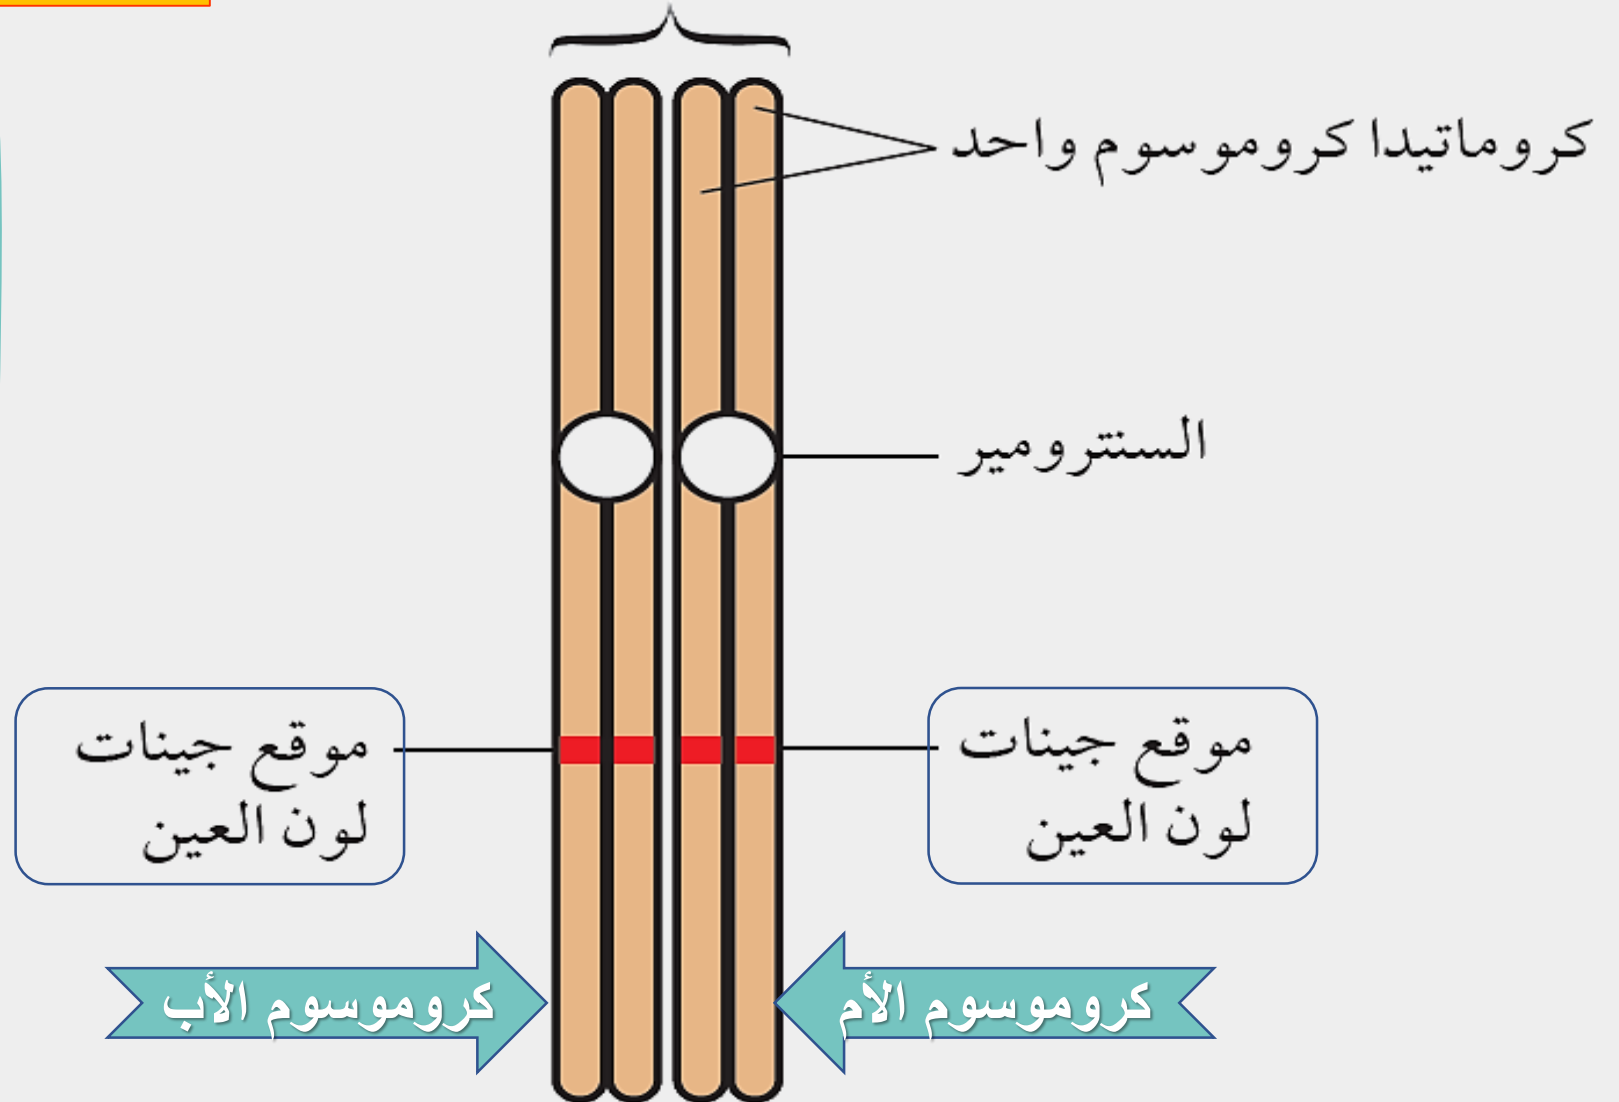 كروماتيدا كروموسوم واحد
السنترومير
موقع جينات
لون العين
موقع جينات
لون العين
كروموسوم الأم
كروموسوم الأب